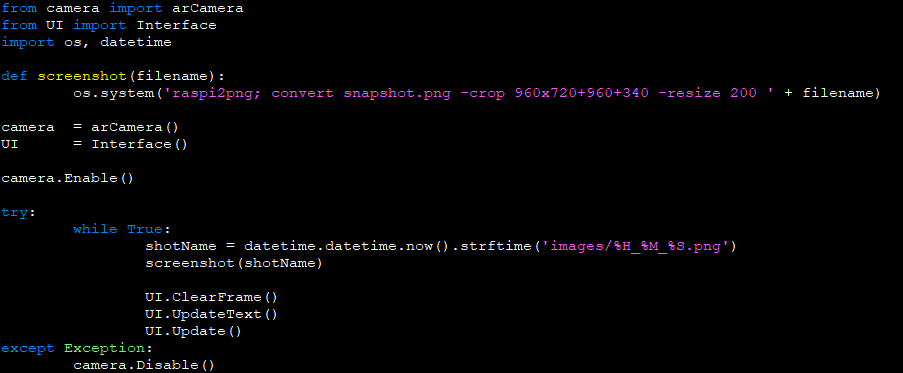 from camera import arCamera
from UI import Interface
import os, datetime
def screenshot(filename):
os.system('raspi2png; convert snapshot.png -crop 960x720+960+340 -resize 200 ' + filename)
camera = arCamera()
UI = Interface()
camera.Enable()
try:
while True:
shotName = datetime.datetime.now().strftime('images/%H_%M_%S.png')
screenshot(shotName)
UI.ClearFrame()
UI.UpdateText()
UI.Update()
except Exception:
camera.Disable()